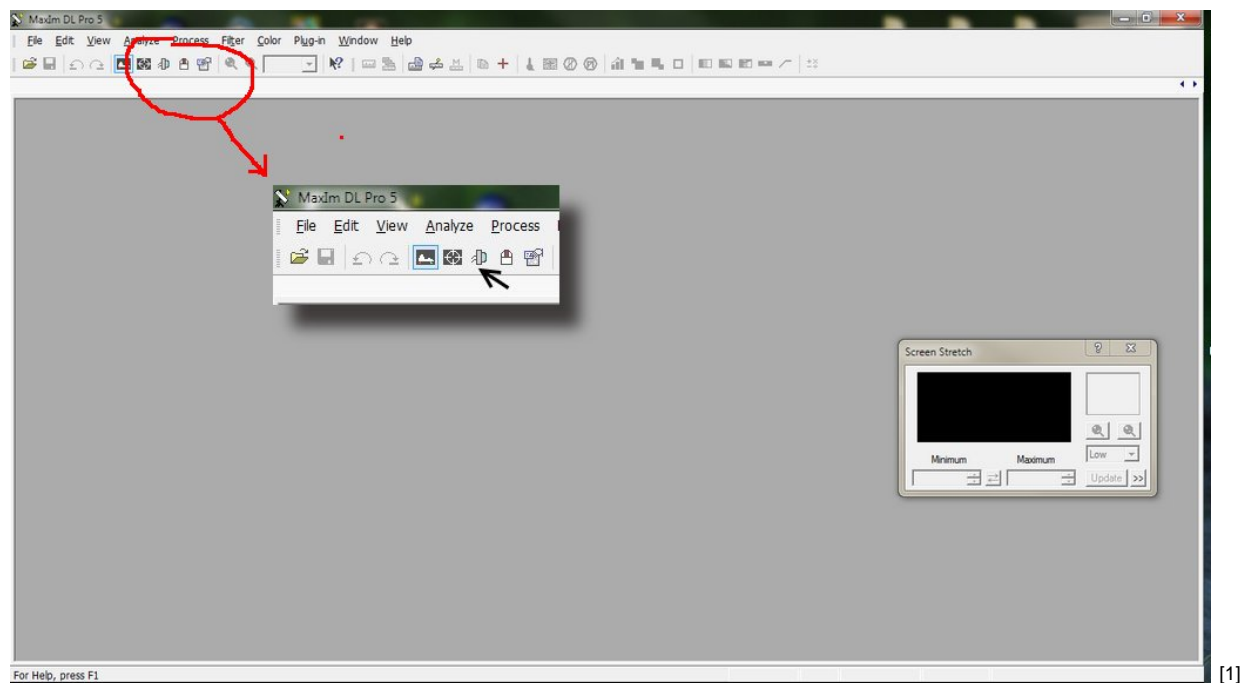 MaxIm DL Pro 5
File Edit View Analyze Process Filter Color Plug-in Window Help
MaxIm DL Pro 5
File Edit View Analyze Process
Screen Stretch
Minimum Maximum Low
Update >>
For Help, press F1
[1]